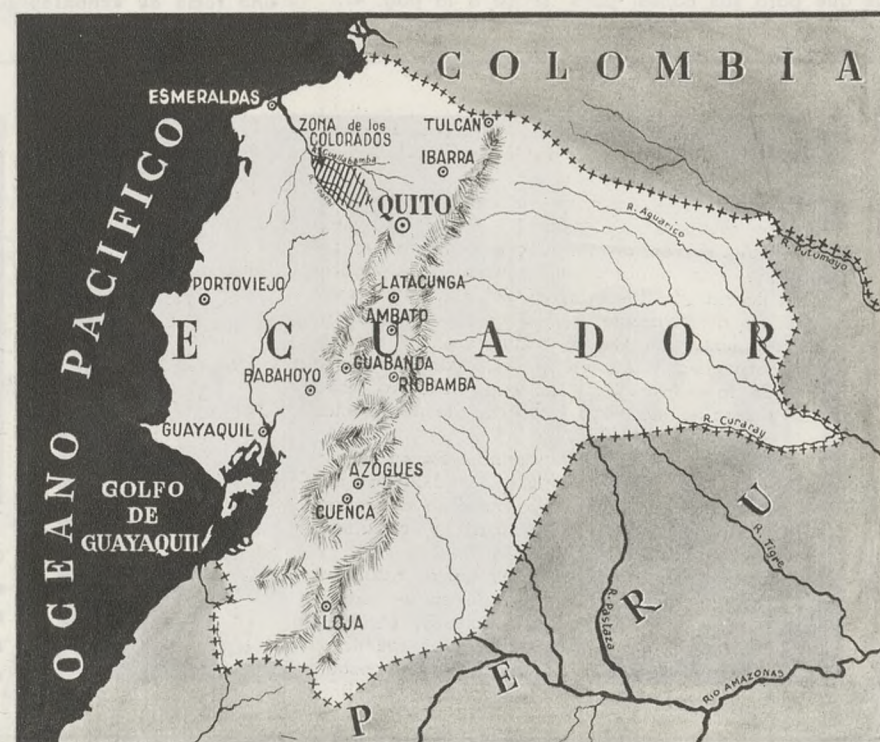 COLOMBIA
ESMERALDAS
ZONA de los
COLORADOS
TULCAN
IBARRA
QUITO
R. Aguarico
R. Putumayo
OCEANO PACIFICO
PORTOVIEJO
LATACUNGA
AMBATO
ECUADOR
GUABANDA
BABAHOYO
RIOBAMBA
GUAYAQUIL
R. Curaray
AZOGUES
GOLFO
DE
GUAYAQUIL
CUENCA
R. Tigre
R. Pastaza
LOJA
PERU
RIO AMAZONAS